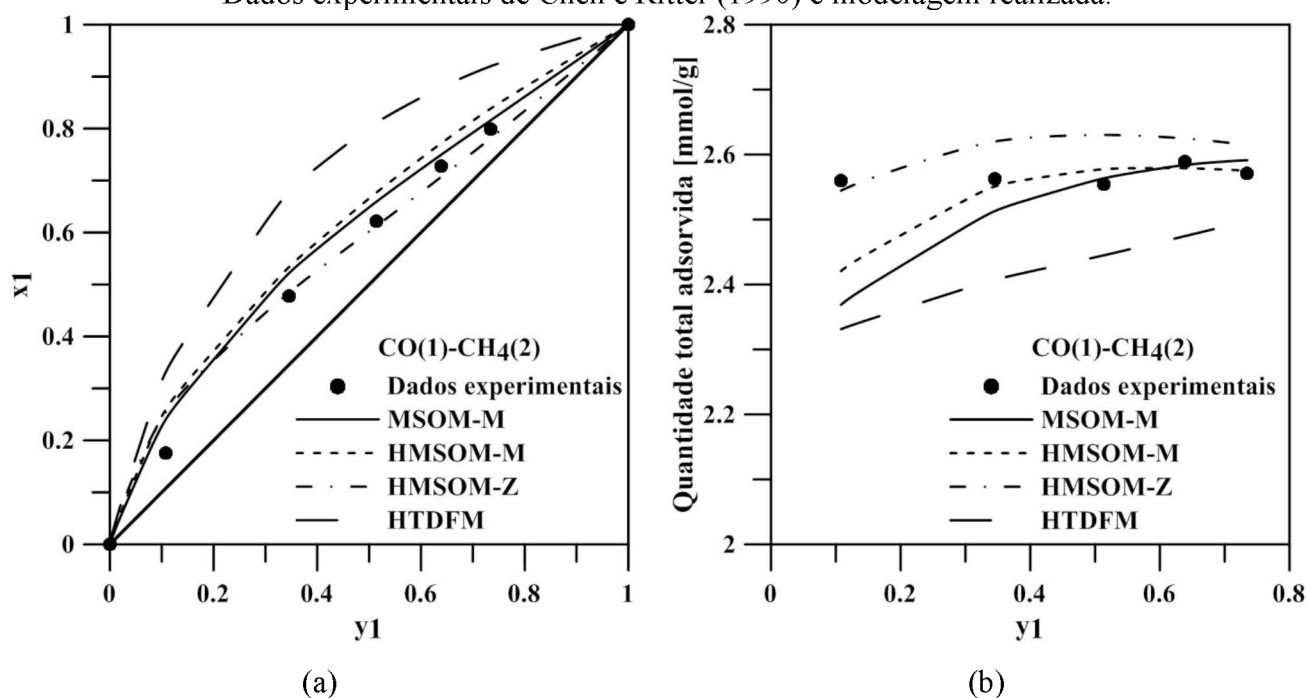 Dados experimentais de Chen e Ritter (1990) e modelagem realizada.
1
0.8
0.6
0.4
0.2
0
x1
0
0.2
0.4
0.6
0.8
1
y1
CO(1)-CH4(2)
Dados experimentais
MSOM-M
HMSOM-M
HMSOM-Z
HTDFM
(a)
2.8
2.6
2.4
2.2
2
Quantidade total adsorvida [mmol/g]
0
0.2
0.4
0.6
0.8
y1
CO(1)-CH4(2)
Dados experimentais
MSOM-M
HMSOM-M
HMSOM-Z
HTDFM
(b)